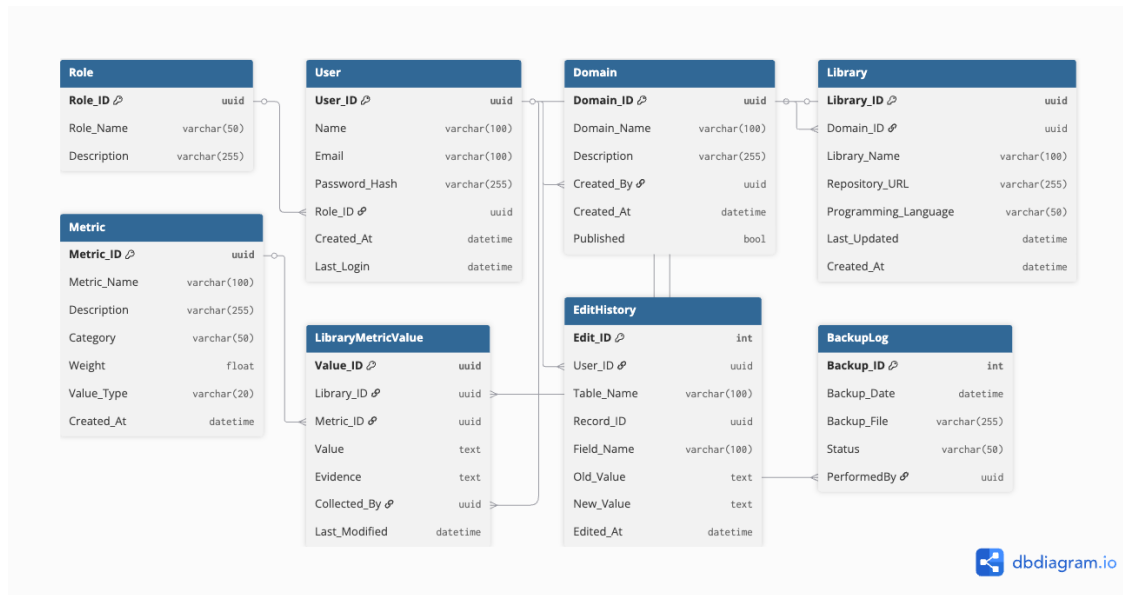 Role
Role_ID uuid
Role_Name varchar(50)
Description varchar(255)
User
User_ID uuid
Name varchar(100)
Email varchar(100)
Password_Hash varchar(255)
Role_ID uuid
Created_At datetime
Last_Login datetime
Domain
Domain_ID uuid
Domain_Name varchar(100)
Description varchar(255)
Created_By uuid
Created_At datetime
Published bool
Library
Library_ID uuid
Domain_ID uuid
Library_Name varchar(100)
Repository_URL varchar(255)
Programming_Language varchar(50)
Last_Updated datetime
Created_At datetime
Metric
Metric_ID uuid
Metric_Name varchar(100)
Description varchar(255)
Category varchar(50)
Weight float
Value_Type varchar(20)
Created_At datetime
LibraryMetricValue
Value_ID uuid
Library_ID uuid
Metric_ID uuid
Value text
Evidence text
Collected_By uuid
Last_Modified datetime
EditHistory
Edit_ID int
User_ID uuid
Table_Name varchar(100)
Record_ID uuid
Field_Name varchar(100)
Old_Value text
New_Value text
Edited_At datetime
BackupLog
Backup_ID int
Backup_Date datetime
Backup_File varchar(255)
Status varchar(50)
PerformedBy uuid
dbdiagram.io